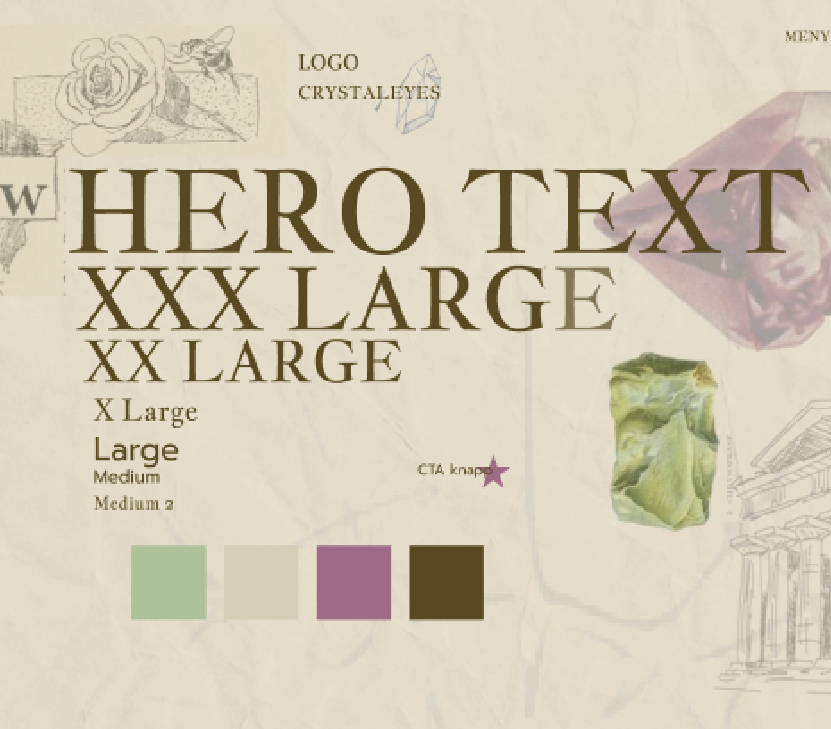 LOGO
CRYSTALEYES
MENY
W
HERO TEXT
XXX LARGE
XX LARGE
X Large
Large
Medium
Medium 2
CTA knapp